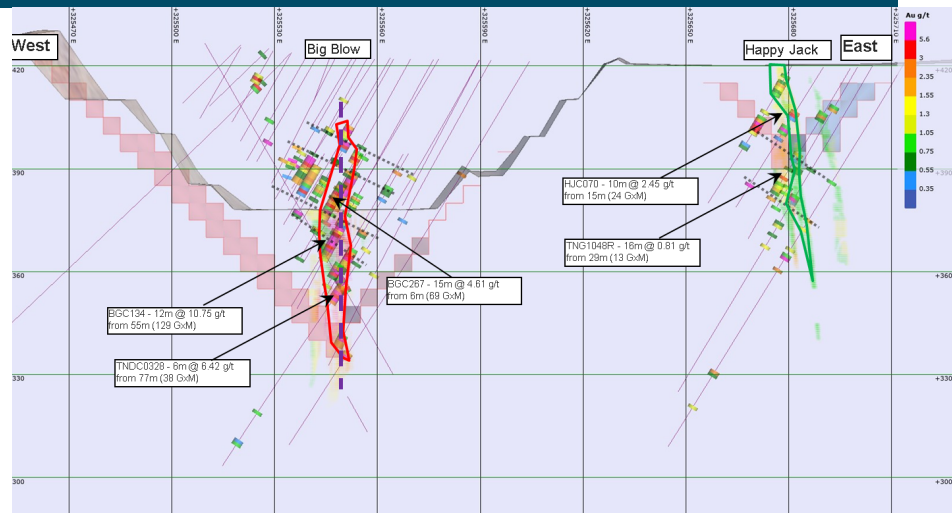 +325470 E
+325500 E
+325530 E
+325560 E
+325590 E
+325620 E
+325650 E
+325680 E
+325710 E
Au g/t
West
Big Blow
Happy Jack
East
5.6
3
2.35
1.55
1.3
1.05
0.75
0.55
0.35
420
+420
390
+390
HJC070 - 10m @ 2.45 g/t
from 15m (24 GxM)
TNG1048R - 16m @ 0.81 g/t
from 29m (13 GxM)
360
+360
BGC267 - 15m @ 4.61 g/t
from 6m (69 GxM)
BGC134 - 12m @ 10.75 g/t
from 55m (129 GxM)
TNDC0328 - 6m @ 6.42 g/t
from 77m (38 GxM)
330
+330
300
+300